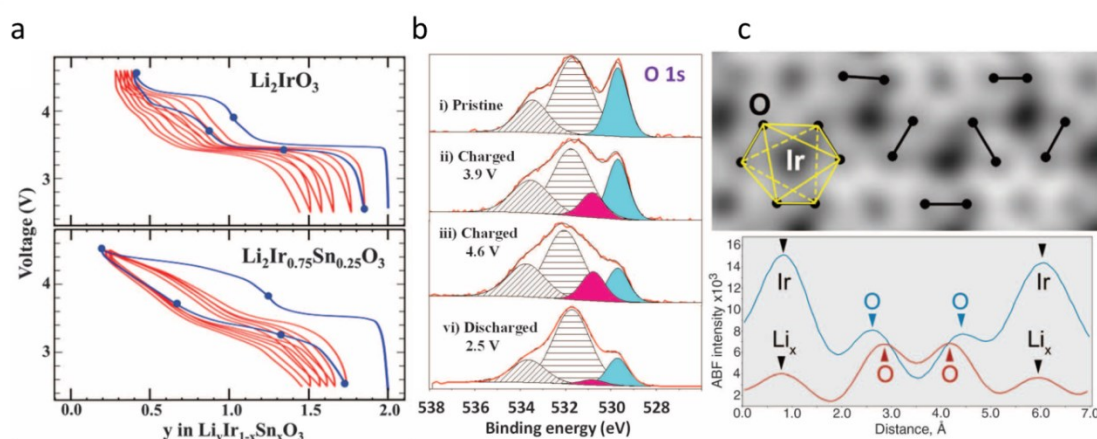 a
Li2IrO3
4
3
Voltage (V)
Li2Ir0.75Sn0.25O3
4
3
0.0 0.5 1.0 1.5 2.0
y in LiyIr1-xSnxO3
b
O 1s
i) Pristine
ii) Charged
3.9 V
iii) Charged
4.6 V
vi) Discharged
2.5 V
538 536 534 532 530 528
Binding energy (eV)
c
O
Ir
16
14
12
10
8
6
4
2
ABF intensity x10³
Ir
O
O
Ir
Lix
O
O
Lix
0.0 1.0 2.0 3.0 4.0 5.0 6.0 7.0
Distance, Å